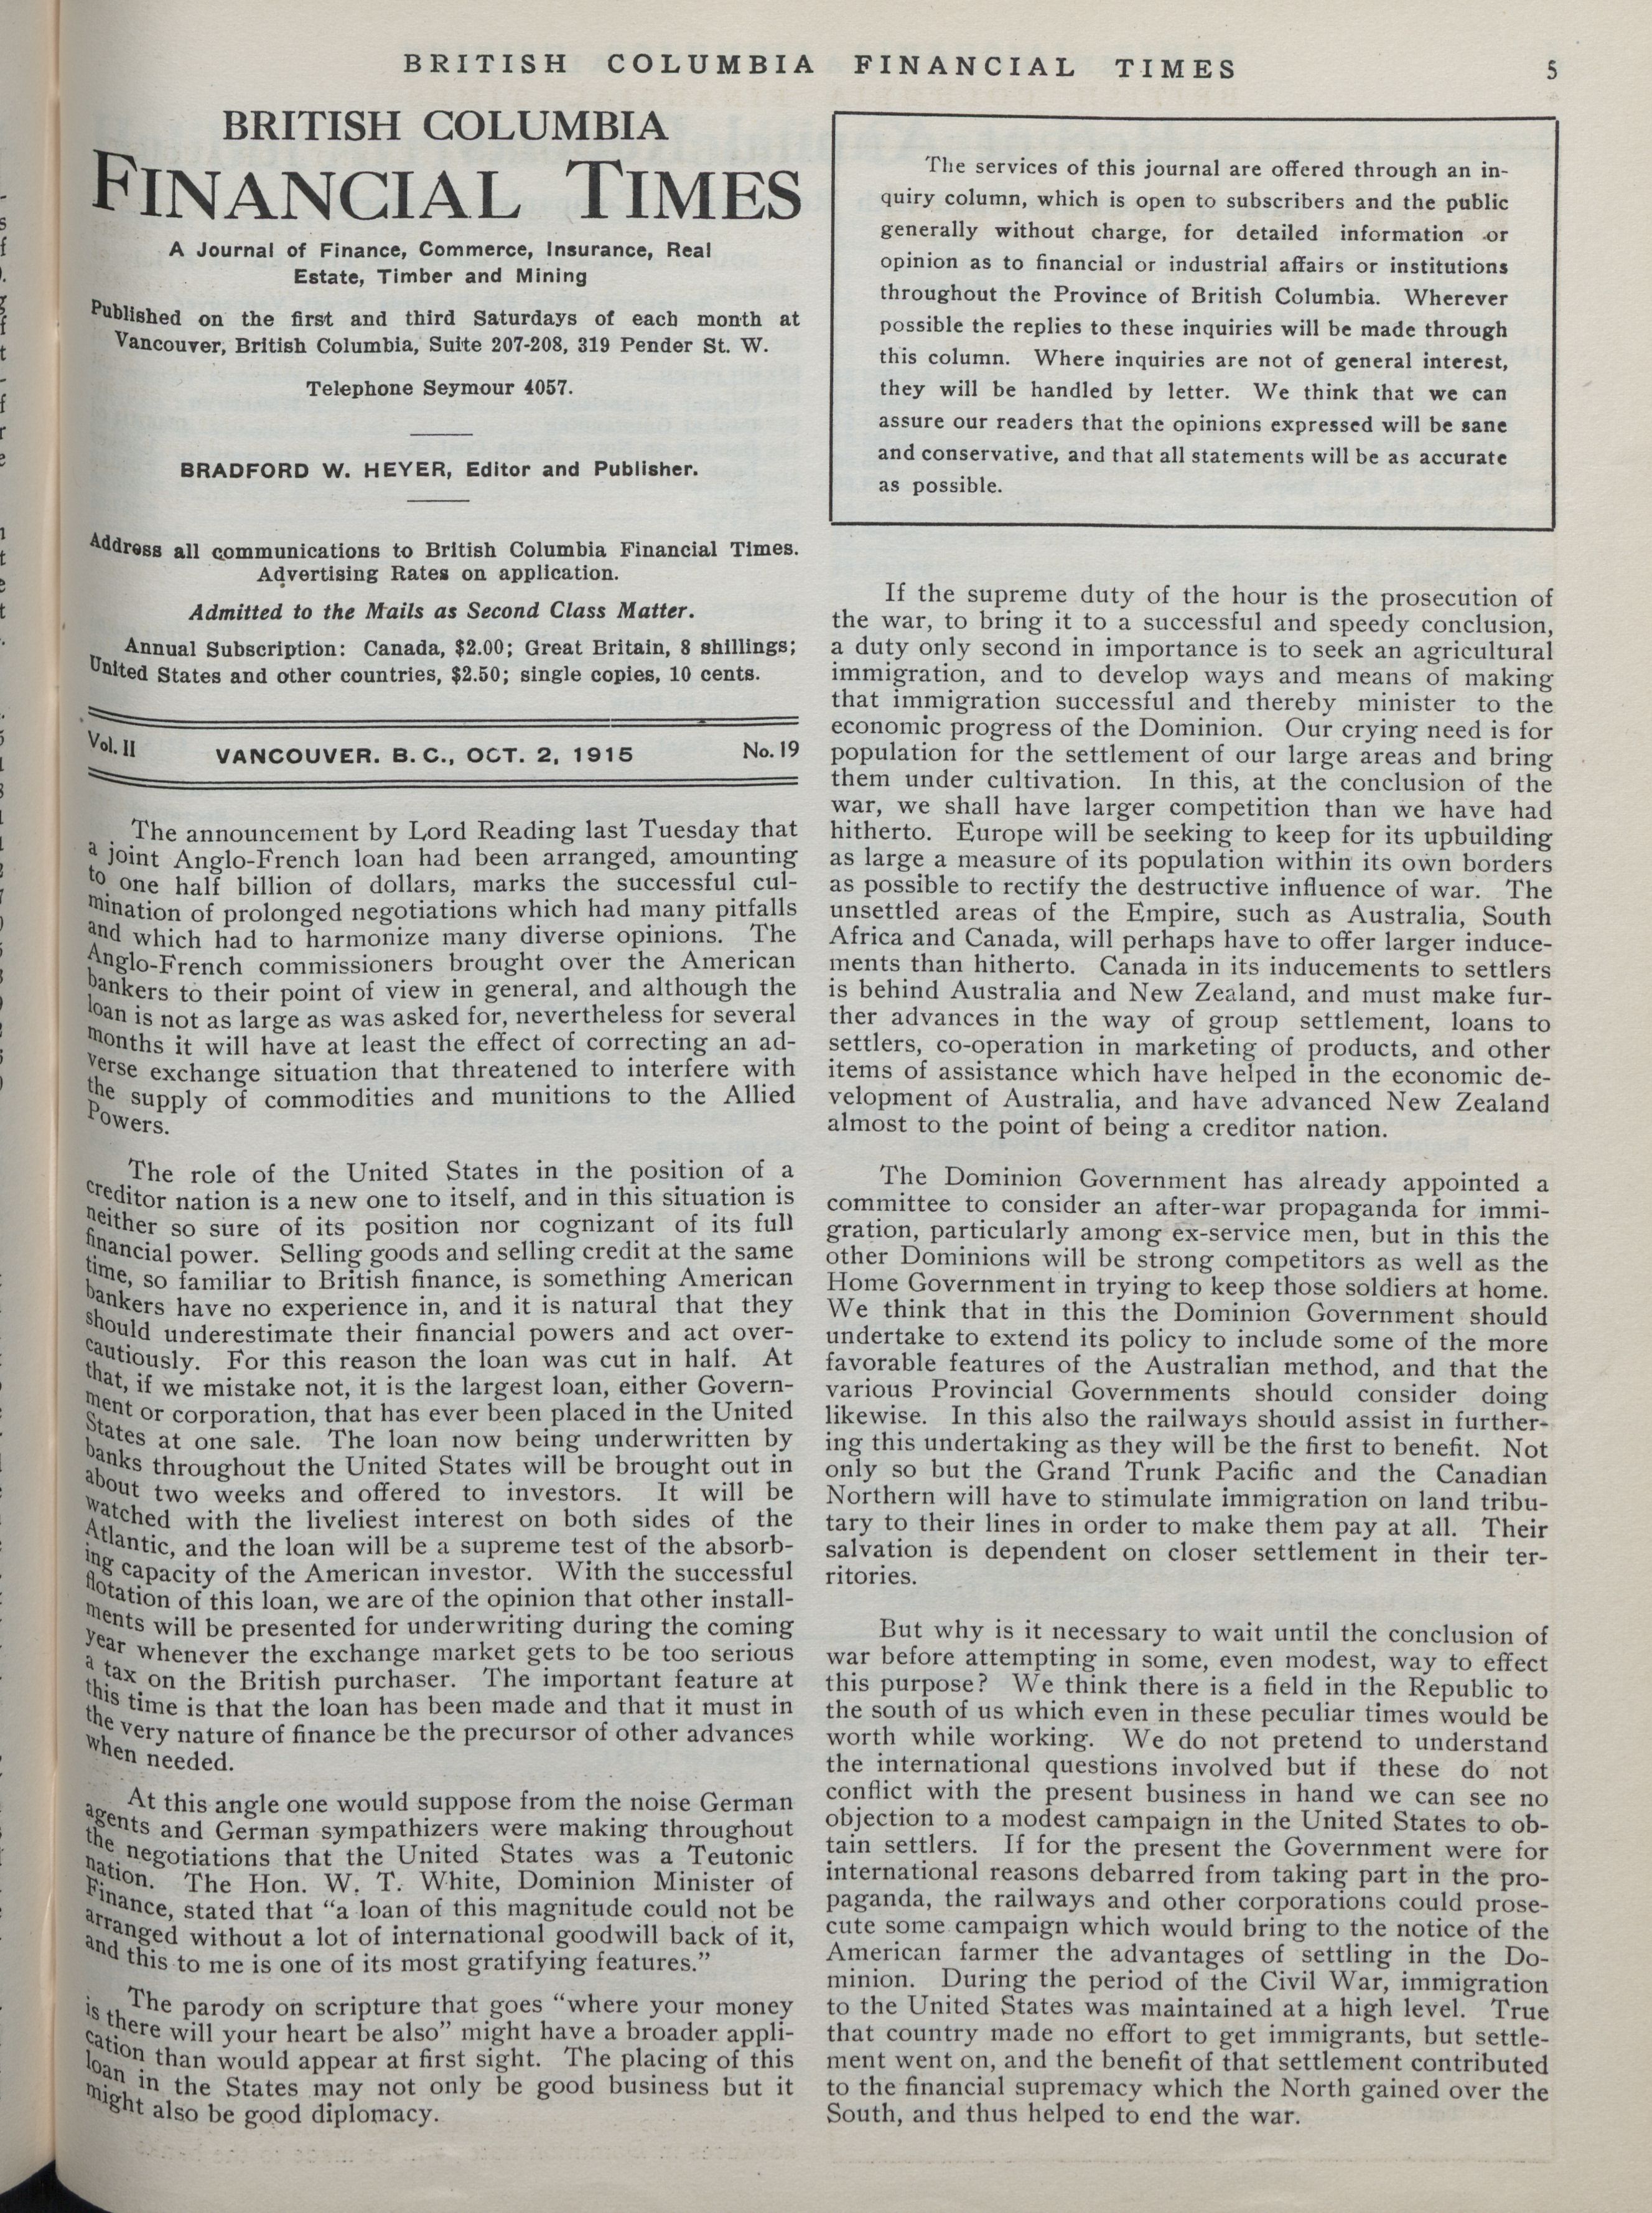 BRITISH COLUMBIA FINANCIAL TIMES 5
BRITISH COLUMBIA
FINANCIAL TIMES
A Journal of Finance, Commerce, Insurance, Real
Estate, Timber and Mining
Published on the first and third Saturdays of each month at
Vancouver, British Columbia, Suite 207-208, 319 Pender St. W.
Telephone Seymour 4057.
BRADFORD W. HEYER, Editor and Publisher.
Address all communications to British Columbia Financial Times.
Advertising Rates on application.
Admitted to the Mails as Second Class Matter.
Annual Subscription: Canada, $2.00; Great Britain, 8 shillings;
United States and other countries, $2.50; single copies, 10 cents.
Vol. II VANCOUVER. B. C., OCT. 2, 1915 No. 19
The announcement by Lord Reading last Tuesday that
a joint Anglo-French loan had been arranged, amounting
to one half billion of dollars, marks the successful cul-
mination of prolonged negotiations which had many pitfalls
and which had to harmonize many diverse opinions. The
Anglo-French commissioners brought over the American
bankers to their point of view in general, and although the
loan is not as large as was asked for, nevertheless for several
months it will have at least the effect of correcting an ad-
verse exchange situation that threatened to interfere with
the supply of commodities and munitions to the Allied
Powers.
The role of the United States in the position of a
creditor nation is a new one to itself, and in this situation is
neither so sure of its position nor cognizant of its full
financial power. Selling goods and selling credit at the same
time, so familiar to British finance, is something American
bankers have no experience in, and it is natural that they
should underestimate their financial powers and act over-
cautiously. For this reason the loan was cut in half. At
that, if we mistake not, it is the largest loan, either Govern-
ment or corporation, that has ever been placed in the United
States at one sale. The loan now being underwritten by
banks throughout the United States will be brought out in
about two weeks and offered to investors. It will be
watched with the liveliest interest on both sides of the
Atlantic, and the loan will be a supreme test of the absorb-
ing capacity of the American investor. With the successful
flotation of this loan, we are of the opinion that other install-
ments will be presented for underwriting during the coming
year whenever the exchange market gets to be too serious
a tax on the British purchaser. The important feature at
this time is that the loan has been made and that it must in
the very nature of finance be the precursor of other advances
when needed.
At this angle one would suppose from the noise German
agents and German sympathizers were making throughout
the negotiations that the United States was a Teutonic
nation. The Hon. W. T. White, Dominion Minister of
Finance, stated that "a loan of this magnitude could not be
arranged without a lot of international goodwill back of it,
and this to me is one of its most gratifying features."
The parody on scripture that goes "where your money
is there will your heart be also" might have a broader appli-
cation than would appear at first sight. The placing of this
loan in the States may not only be good business but it
might also be good diplomacy.
The services of this journal are offered through an in-
quiry column, which is open to subscribers and the public
generally without charge, for detailed information or
opinion as to financial or industrial affairs or institutions
throughout the Province of British Columbia. Wherever
possible the replies to these inquiries will be made through
this column. Where inquiries are not of general interest,
they will be handled by letter. We think that we can
assure our readers that the opinions expressed will be sane
and conservative, and that all statements will be as accurate
as possible.
If the supreme duty of the hour is the prosecution of
the war, to bring it to a successful and speedy conclusion,
a duty only second in importance is to seek an agricultural
immigration, and to develop ways and means of making
that immigration successful and thereby minister to the
economic progress of the Dominion. Our crying need is for
population for the settlement of our large areas and bring
them under cultivation. In this, at the conclusion of the
war, we shall have larger competition than we have had
hitherto. Europe will be seeking to keep for its upbuilding
as large a measure of its population within its own borders
as possible to rectify the destructive influence of war. The
unsettled areas of the Empire, such as Australia, South
Africa and Canada, will perhaps have to offer larger induce-
ments than hitherto. Canada in its inducements to settlers
is behind Australia and New Zealand, and must make fur-
ther advances in the way of group settlement, loans to
settlers, co-operation in marketing of products, and other
items of assistance which have helped in the economic de-
velopment of Australia, and have advanced New Zealand
almost to the point of being a creditor nation.
The Dominion Government has already appointed a
committee to consider an after-war propaganda for immi-
gration, particularly among ex-service men, but in this the
other Dominions will be strong competitors as well as the
Home Government in trying to keep those soldiers at home.
We think that in this the Dominion Government should
undertake to extend its policy to include some of the more
favorable features of the Australian method, and that the
various Provincial Governments should consider doing
likewise. In this also the railways should assist in further-
ing this undertaking as they will be the first to benefit. Not
only so but the Grand Trunk Pacific and the Canadian
Northern will have to stimulate immigration on land tribu-
tary to their lines in order to make them pay at all. Their
salvation is dependent on closer settlement in their ter-
ritories.
But why is it necessary to wait until the conclusion of
war before attempting in some, even modest, way to effect
this purpose? We think there is a field in the Republic to
the south of us which even in these peculiar times would be
worth while working. We do not pretend to understand
the international questions involved but if these do not
conflict with the present business in hand we can see no
objection to a modest campaign in the United States to ob-
tain settlers. If for the present the Government were for
international reasons debarred from taking part in the pro-
paganda, the railways and other corporations could prose-
cute some campaign which would bring to the notice of the
American farmer the advantages of settling in the Do-
minion. During the period of the Civil War, immigration
to the United States was maintained at a high level. True
that country made no effort to get immigrants, but settle-
ment went on, and the benefit of that settlement contributed
to the financial supremacy which the North gained over the
South, and thus helped to end the war.